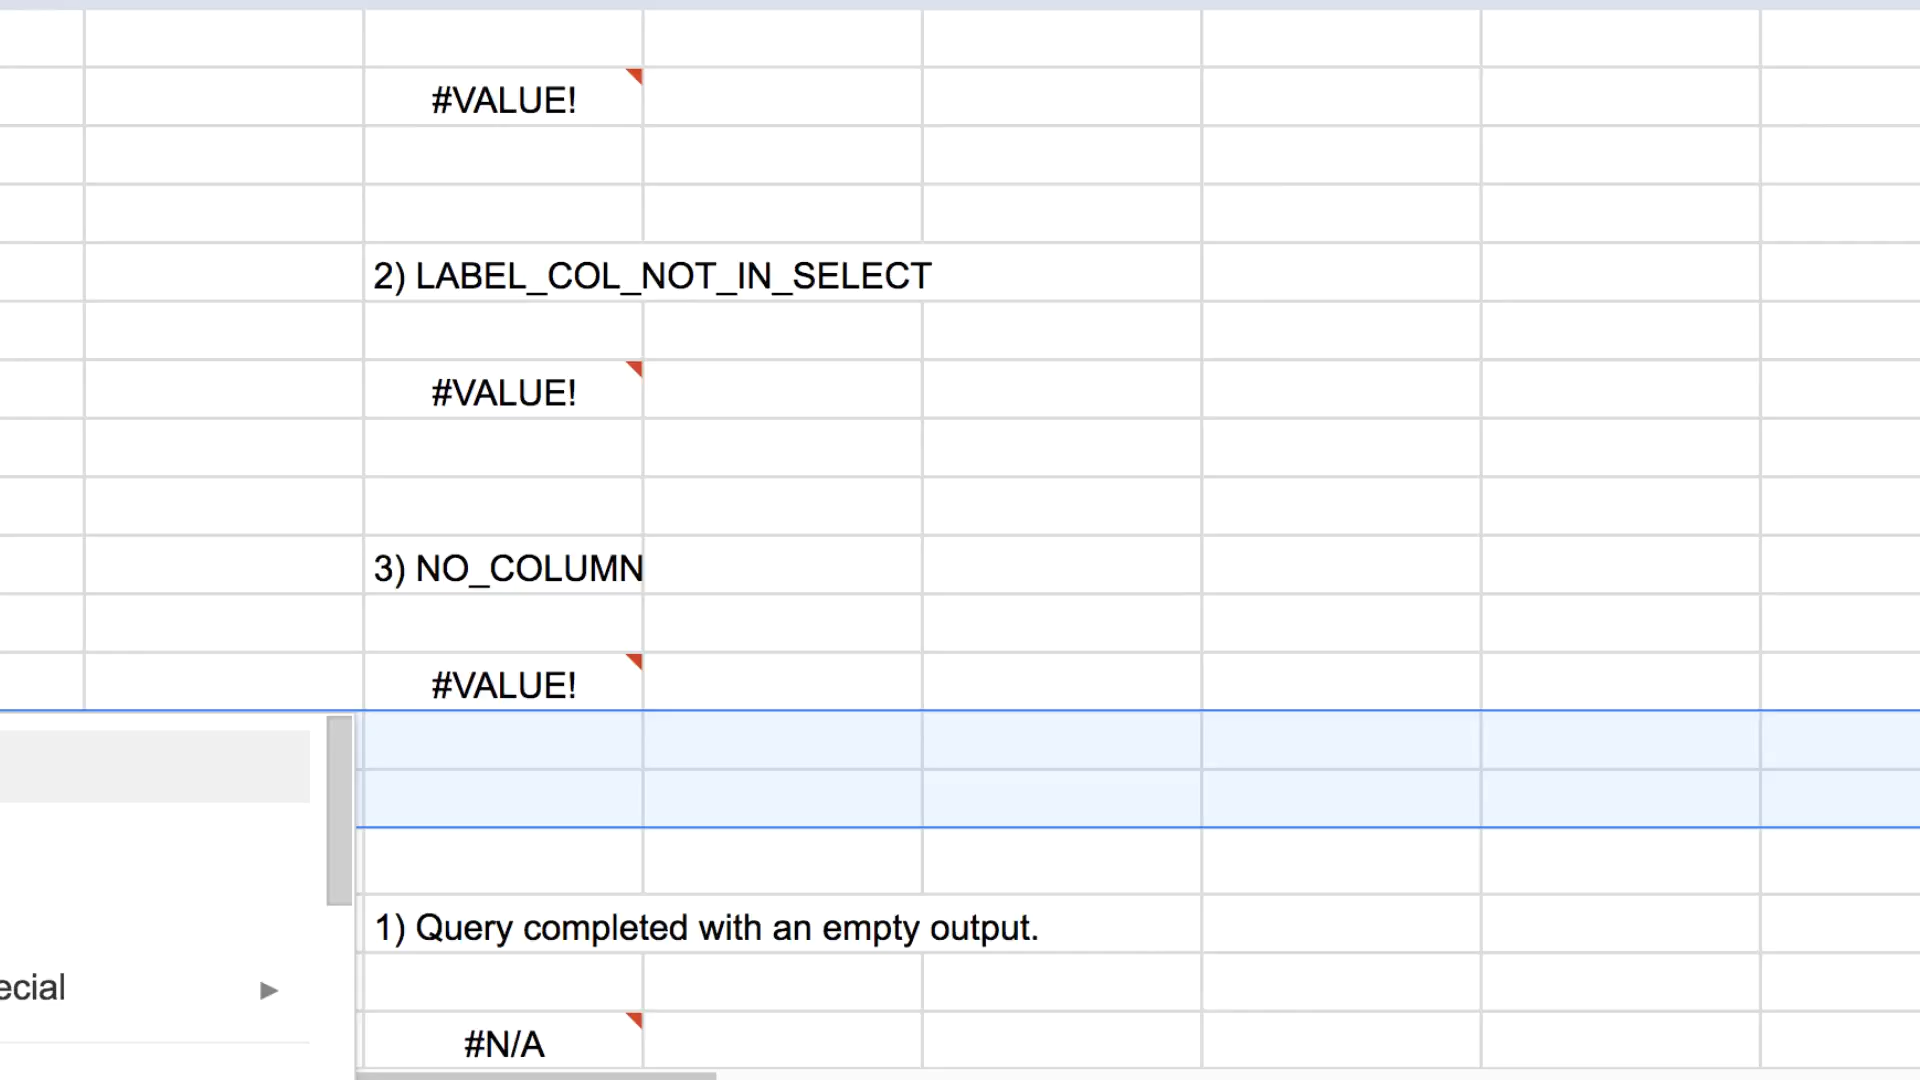 #VALUE!
2) LABEL_COL_NOT_IN_SELECT
#VALUE!
3) NO_COLUMN
#VALUE!
1) Query completed with an empty output.
ecial
#N/A